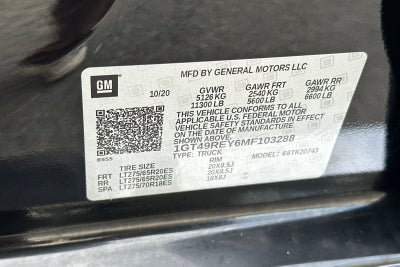 MFD BY GENERAL MOTORS LLC
GM 10/20 GVWR GAWR FRT GAWR RR
5126 KG 2540 KG 2994 KG
11300 LB 5600 LB 6600 LB
THIS VEHICLE CONFORMS TO ALL
APPLICABLE U.S. FEDERAL MOTOR
VEHICLE SAFETY STANDARDS IN
EFFECT ON THE DATE OF MANUFACTURE
SHOWN ABOVE.
1GT49REY6MF103288
TYPE: TRUCK MODEL:
TIRE SIZE RIM
FRT LT275/65R20ES 20X8.5J
RR LT275/65R20ES 20X8.5J
SPA LT275/70R18ES 18X8J